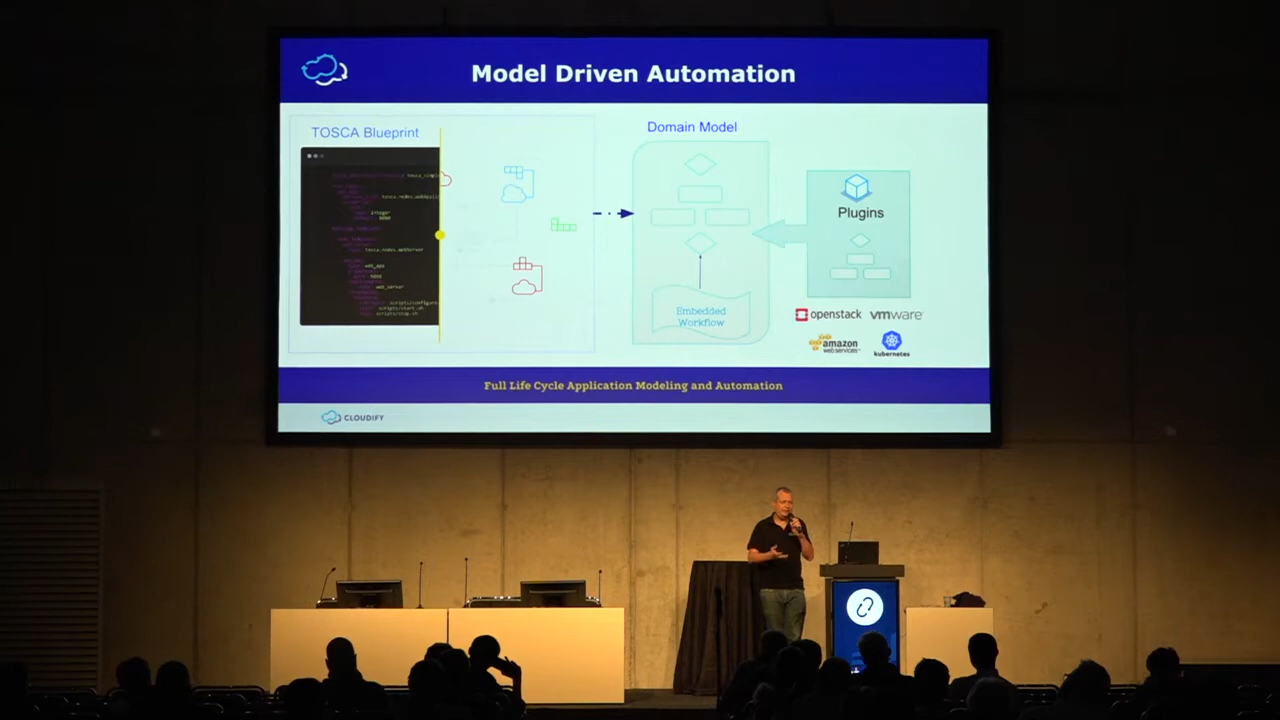 Model Driven Automation
TOSCA Blueprint
Domain Model
Plugins
Embedded
Workflow
openstack
vmware
amazon
web services
kubernetes
Full Life Cycle Application Modeling and Automation
CLOUDIFY